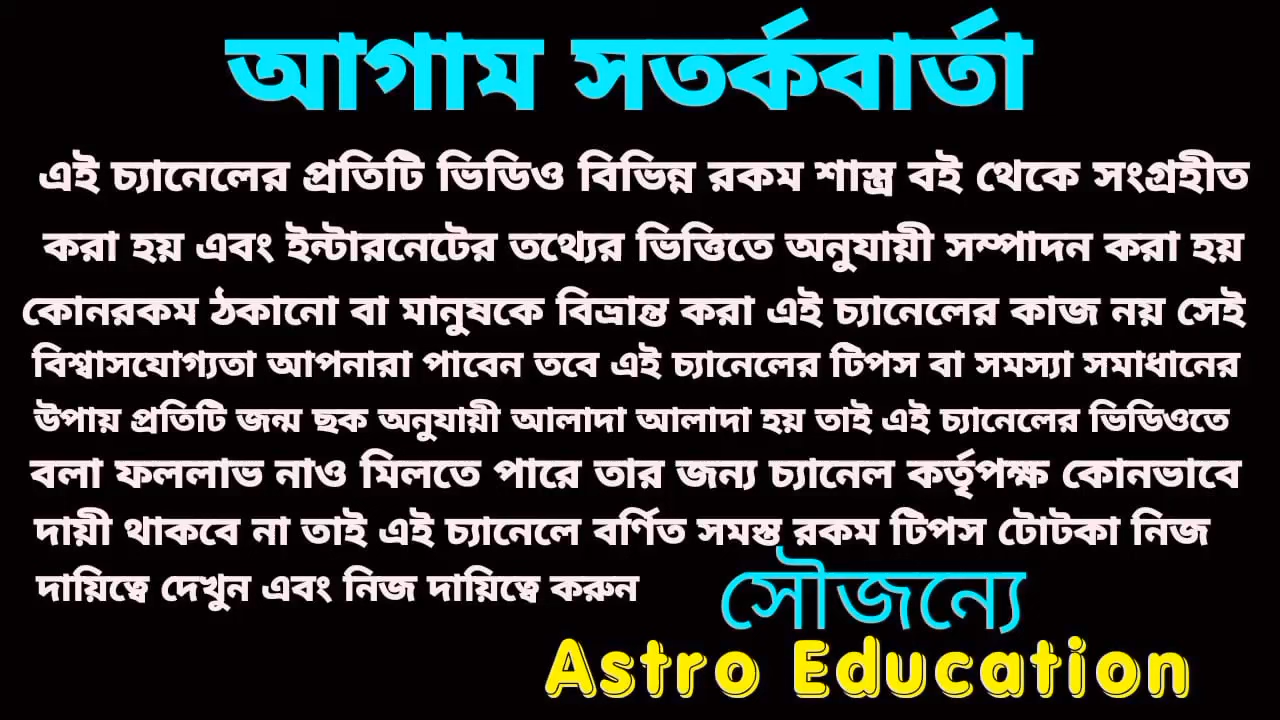 আগাম সতর্কবার্তা
এই চ্যানেলের প্রতিটি ভিডিও বিভিন্ন রকম শাস্ত্র বই থেকে সংগ্রহীত
করা হয় এবং ইন্টারনেটের তথ্যের ভিত্তিতে অনুযায়ী সম্পাদন করা হয়
কোনরকম ঠকানো বা মানুষকে বিভ্রান্ত করা এই চ্যানেলের কাজ নয় সেই
বিশ্বাসযোগ্যতা আপনারা পাবেন তবে এই চ্যানেলের টিপস বা সমস্যা সমাধানের
উপায় প্রতিটি জন্ম ছক অনুযায়ী আলাদা আলাদা হয় তাই এই চ্যানেলের ভিডিওতে
বলা ফললাভ নাও মিলতে পারে তার জন্য চ্যানেল কর্তৃপক্ষ কোনভাবে
দায়ী থাকবে না তাই এই চ্যানেলে বর্ণিত সমস্ত রকম টিপস টোটকা নিজ
দায়িত্বে দেখুন এবং নিজ দায়িত্বে করুন
সৌজন্যে
Astro Education